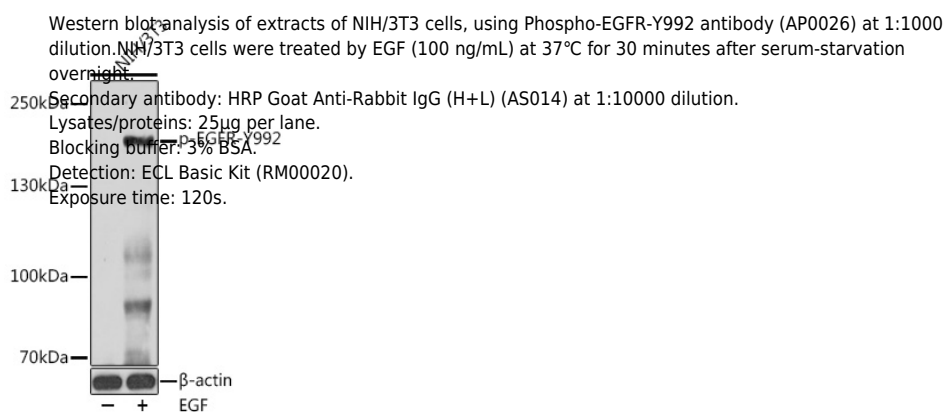 Western blot analysis of extracts of NIH/3T3 cells, using Phospho-EGFR-Y992 antibody (AP0026) at 1:1000
dilution.NIH/3T3 cells were treated by EGF (100 ng/mL) at 37℃ for 30 minutes after serum-starvation
overnight.
Secondary antibody: HRP Goat Anti-Rabbit IgG (H+L) (AS014) at 1:10000 dilution.
Lysates/proteins: 25μg per lane.
Blocking buffer: 3% BSA.
Detection: ECL Basic Kit (RM00020).
Exposure time: 120s.
NIH/3T3
250kDa
p-EGFR-Y992
130kDa
100kDa
70kDa
β-actin
− + EGF